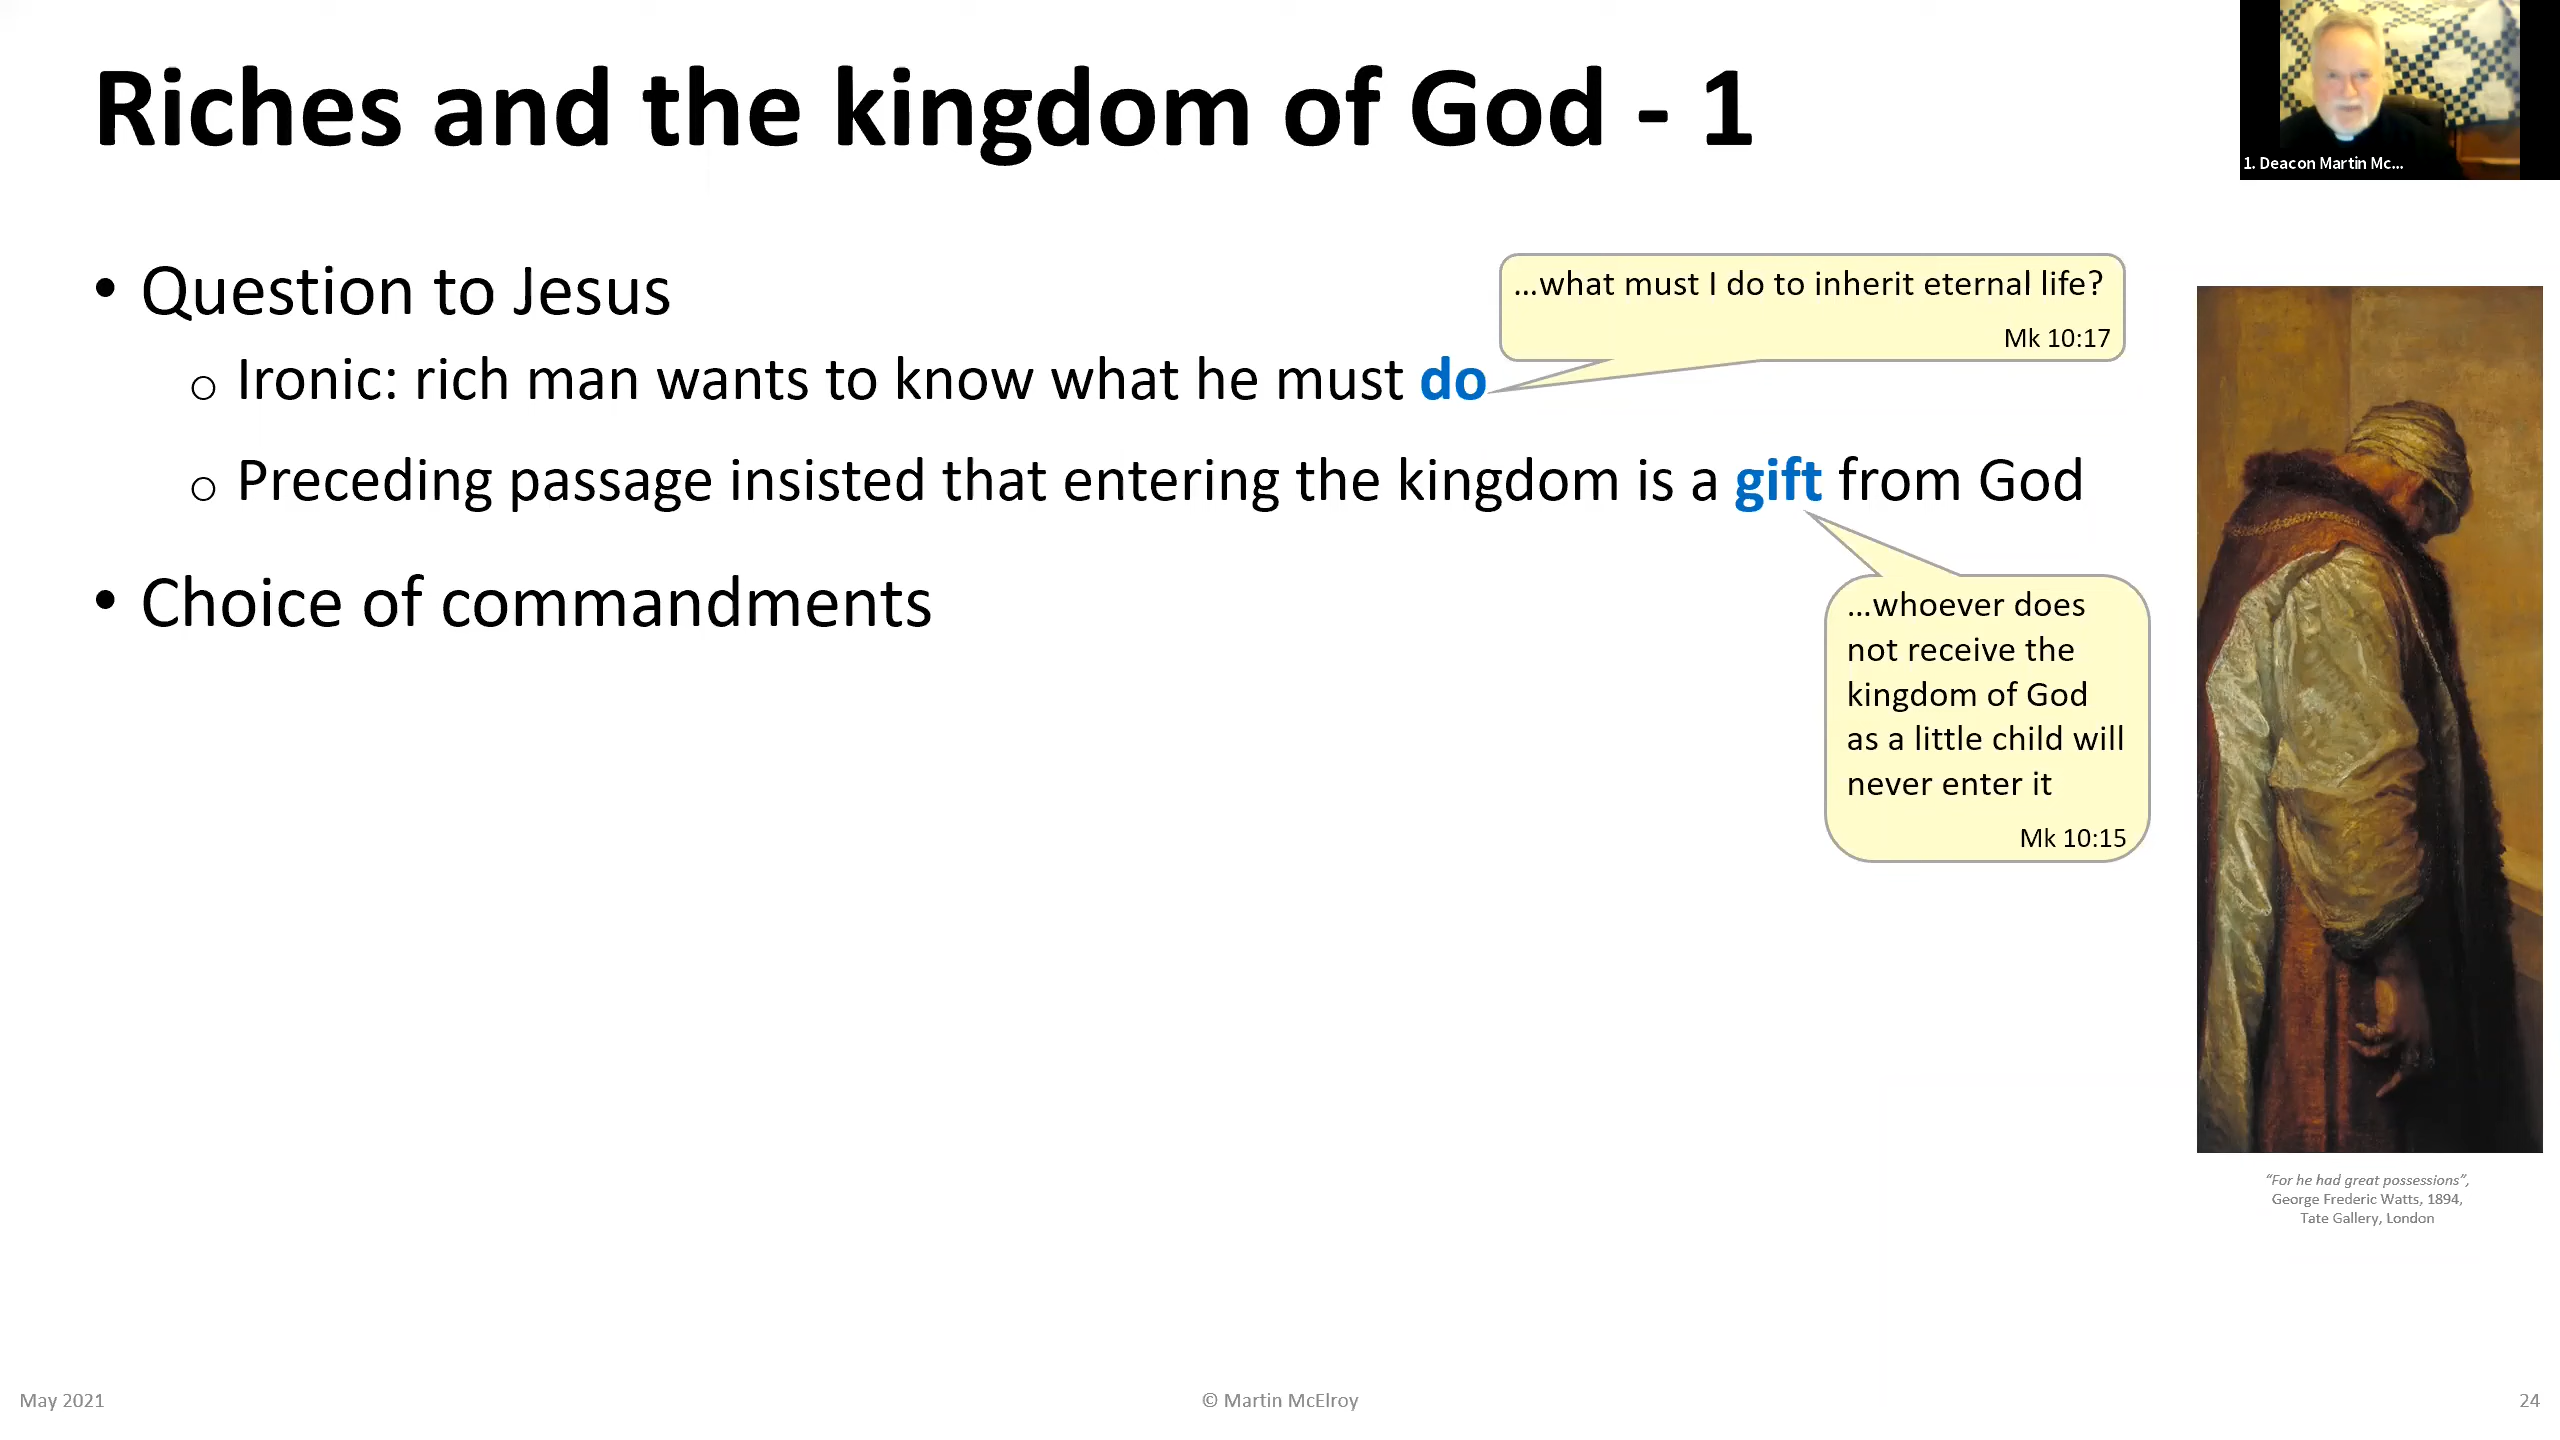 Riches and the kingdom of God - 1
1. Deacon Martin Mc...
• Question to Jesus
…what must I do to inherit eternal life?
Mk 10:17
o Ironic: rich man wants to know what he must do
o Preceding passage insisted that entering the kingdom is a gift from God
• Choice of commandments
…whoever does
not receive the
kingdom of God
as a little child will
never enter it
Mk 10:15
“For he had great possessions”,
George Frederic Watts, 1894,
Tate Gallery, London
May 2021
© Martin McElroy
24